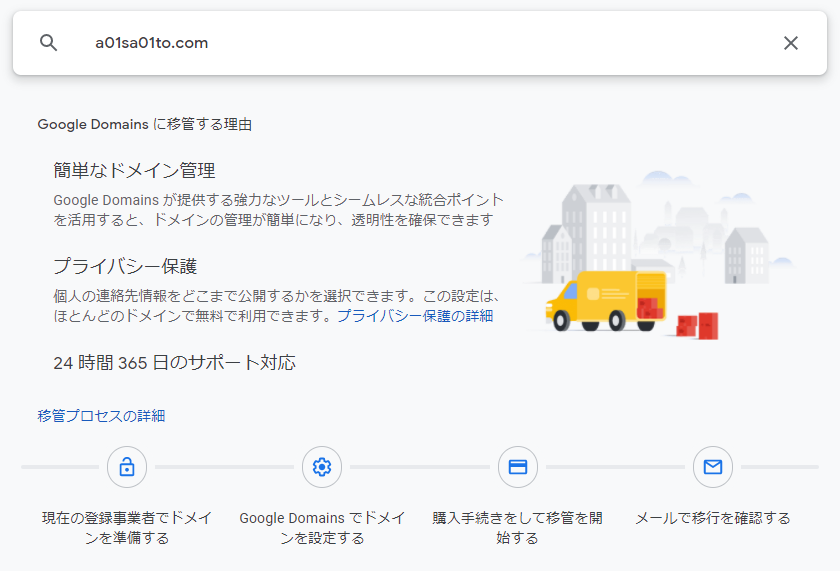 a01sa01to.com
Google Domains に移管する理由
簡単なドメイン管理
Google Domains が提供する強力なツールとシームレスな統合ポイント
を活用すると、ドメインの管理が簡単になり、透明性を確保できます
プライバシー保護
個人の連絡先情報をどこまで公開するかを選択できます。この設定は、
ほとんどのドメインで無料で利用できます。プライバシー保護の詳細
24 時間 365 日のサポート対応
移管プロセスの詳細
現在の登録事業者でドメイ
ンを準備する
Google Domains でドメイ
ンを設定する
購入手続きをして移管を開
始する
メールで移行を確認する